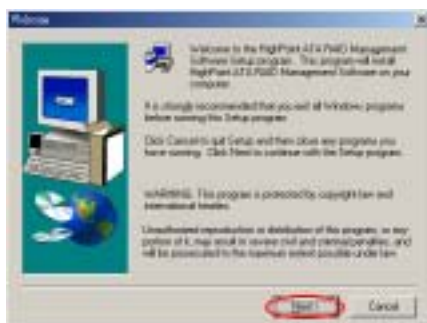 Welcome
Welcome to the HighPoint ATA RAID Management
Software Setup program. This program will install
HighPoint ATA RAID Management Software on your
computer.
It is strongly recommended that you exit all Windows programs
before running this Setup program.
Click Cancel to quit Setup and then close any programs you
have running. Click Next to continue with the Setup program.
WARNING: This program is protected by copyright law and
international treaties.
Unauthorized reproduction or distribution of this program, or any
portion of it, may result in severe civil and criminal penalties, and
will be prosecuted to the maximum extent possible under law.
Next >
Cancel